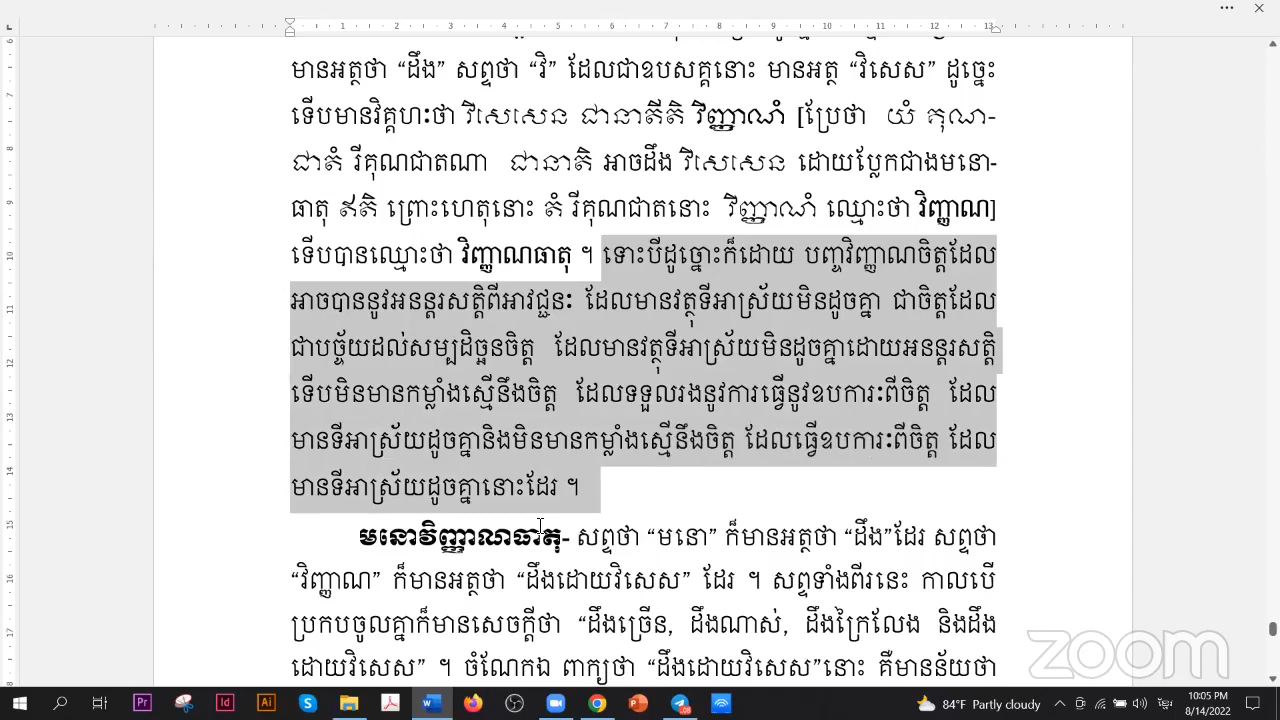 មានអត្ថថា “ដឹង” សព្ទថា “វិ” ដែលជាឧបសគ្គនោះ មានអត្ថ “វិសេស” ដូច្នេះ
ទើបមានវិគ្គហៈថា វិសេសេន ជានាតីតិ វិញ្ញាណំ [ប្រែថា យំ គុណ-
ជាតំ រីគុណជាតណា ជានាតិ អាចដឹង វិសេសេន ដោយប្លែកជាងមនោ-
ធាតុ ឥតិ ព្រោះហេតុនោះ តំ រីគុណជាតនោះ វិញ្ញាណំ ឈ្មោះថា វិញ្ញាណ]
ទើបបានឈ្មោះថា វិញ្ញាណធាតុ ។ ទោះបីដូច្នោះក៏ដោយ បញ្ចវិញ្ញាណចិត្តដែល
អាចបាននូវអនន្តរសត្តិពីអាវជ្ជនៈ ដែលមានវត្ថុទីអាស្រ័យមិនដូចគ្នា ជាចិត្តដែល
ជាបច្ច័យដល់សម្បដិច្ឆនចិត្ត ដែលមានវត្ថុទីអាស្រ័យមិនដូចគ្នាដោយអនន្តរសត្តិ
ទើបមិនមានកម្លាំងស្មើនឹងចិត្ត ដែលទទួលរងនូវការធ្វើនូវឧបការៈពីចិត្ត ដែល
មានទីអាស្រ័យដូចគ្នានិងមិនមានកម្លាំងស្មើនឹងចិត្ត ដែលធ្វើឧបការៈពីចិត្ត ដែល
មានទីអាស្រ័យដូចគ្នានោះដែរ ។
មនោវិញ្ញាណធាតុ- សព្ទថា “មនោ” ក៏មានអត្ថថា “ដឹង”ដែរ សព្ទថា
“វិញ្ញាណ” ក៏មានអត្ថថា “ដឹងដោយវិសេស” ដែរ ។ សព្ទទាំងពីរនេះ កាលបើ
ប្រកបចូលគ្នាក៏មានសេចក្ដីថា “ដឹងច្រើន, ដឹងណាស់, ដឹងក្រៃលែង និងដឹង
ដោយវិសេស” ។ ចំណែកឯ ពាក្យថា “ដឹងដោយវិសេស”នោះ គឺមានន័យថា
zoom
84°F Partly cloudy
10:05 PM
8/14/2022